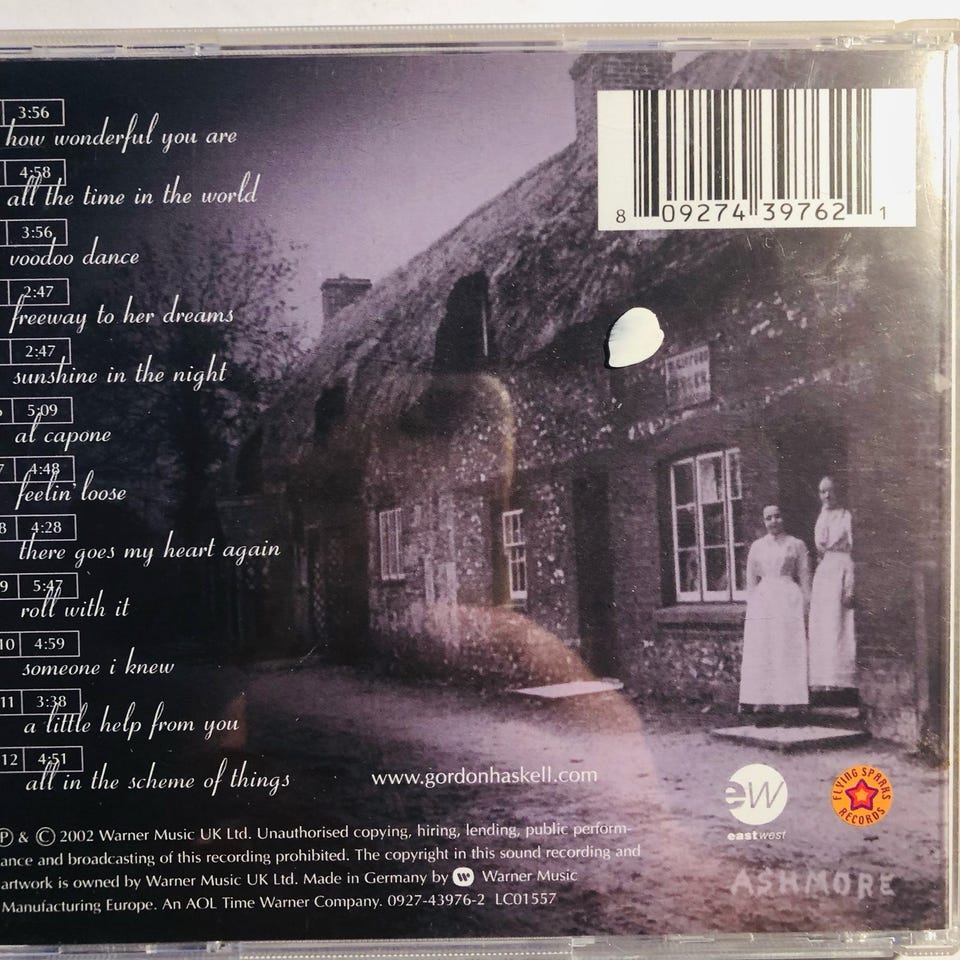 3:56
how wonderful you are
4:58
all the time in the world
3:56
voodoo dance
2:47
freeway to her dreams
2:47
sunshine in the night
5:09
al capone
7 4:48
feelin' loose
8 4:28
there goes my heart again
9 5:47
roll with it
10 4:59
someone i knew
11 3:38
a little help from you
12 4:51
all in the scheme of things
8 09274 39762 1
www.gordonhaskell.com
ew
eastwest
FLYING SPARKS RECORDS
ASHMORE
Ⓟ & © 2002 Warner Music UK Ltd. Unauthorised copying, hiring, lending, public perform-
ance and broadcasting of this recording prohibited. The copyright in this sound recording and
artwork is owned by Warner Music UK Ltd. Made in Germany by W Warner Music
Manufacturing Europe. An AOL Time Warner Company. 0927-43976-2 LC01557